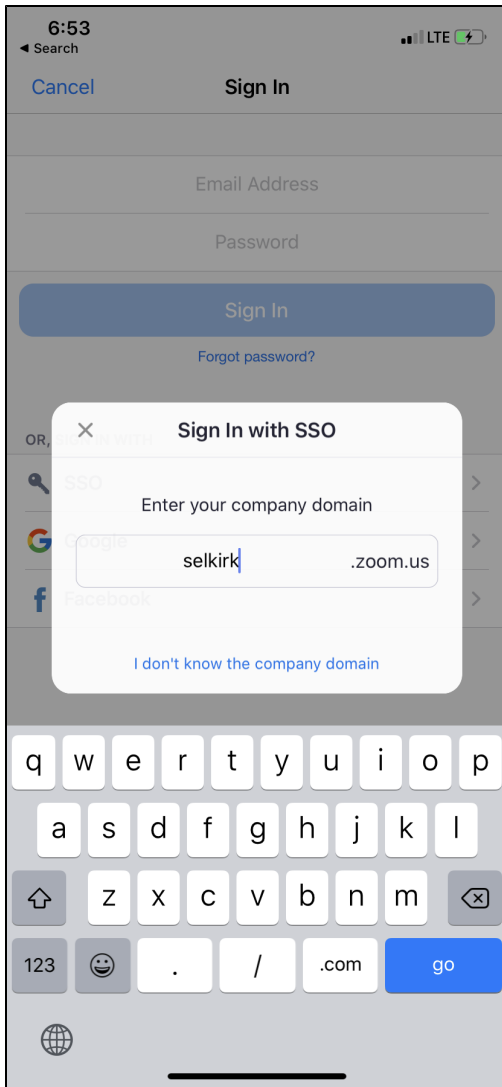 6:53
LTE
◀ Search
Cancel
Sign In
Email Address
Password
Sign In
Forgot password?
OR, SIGN IN WITH
Sign In with SSO
SSO
Enter your company domain
Google
selkirk
.zoom.us
Facebook
I don't know the company domain
q w e r t y u i o p
a s d f g h j k l
z x c v b n m
123 . / .com go